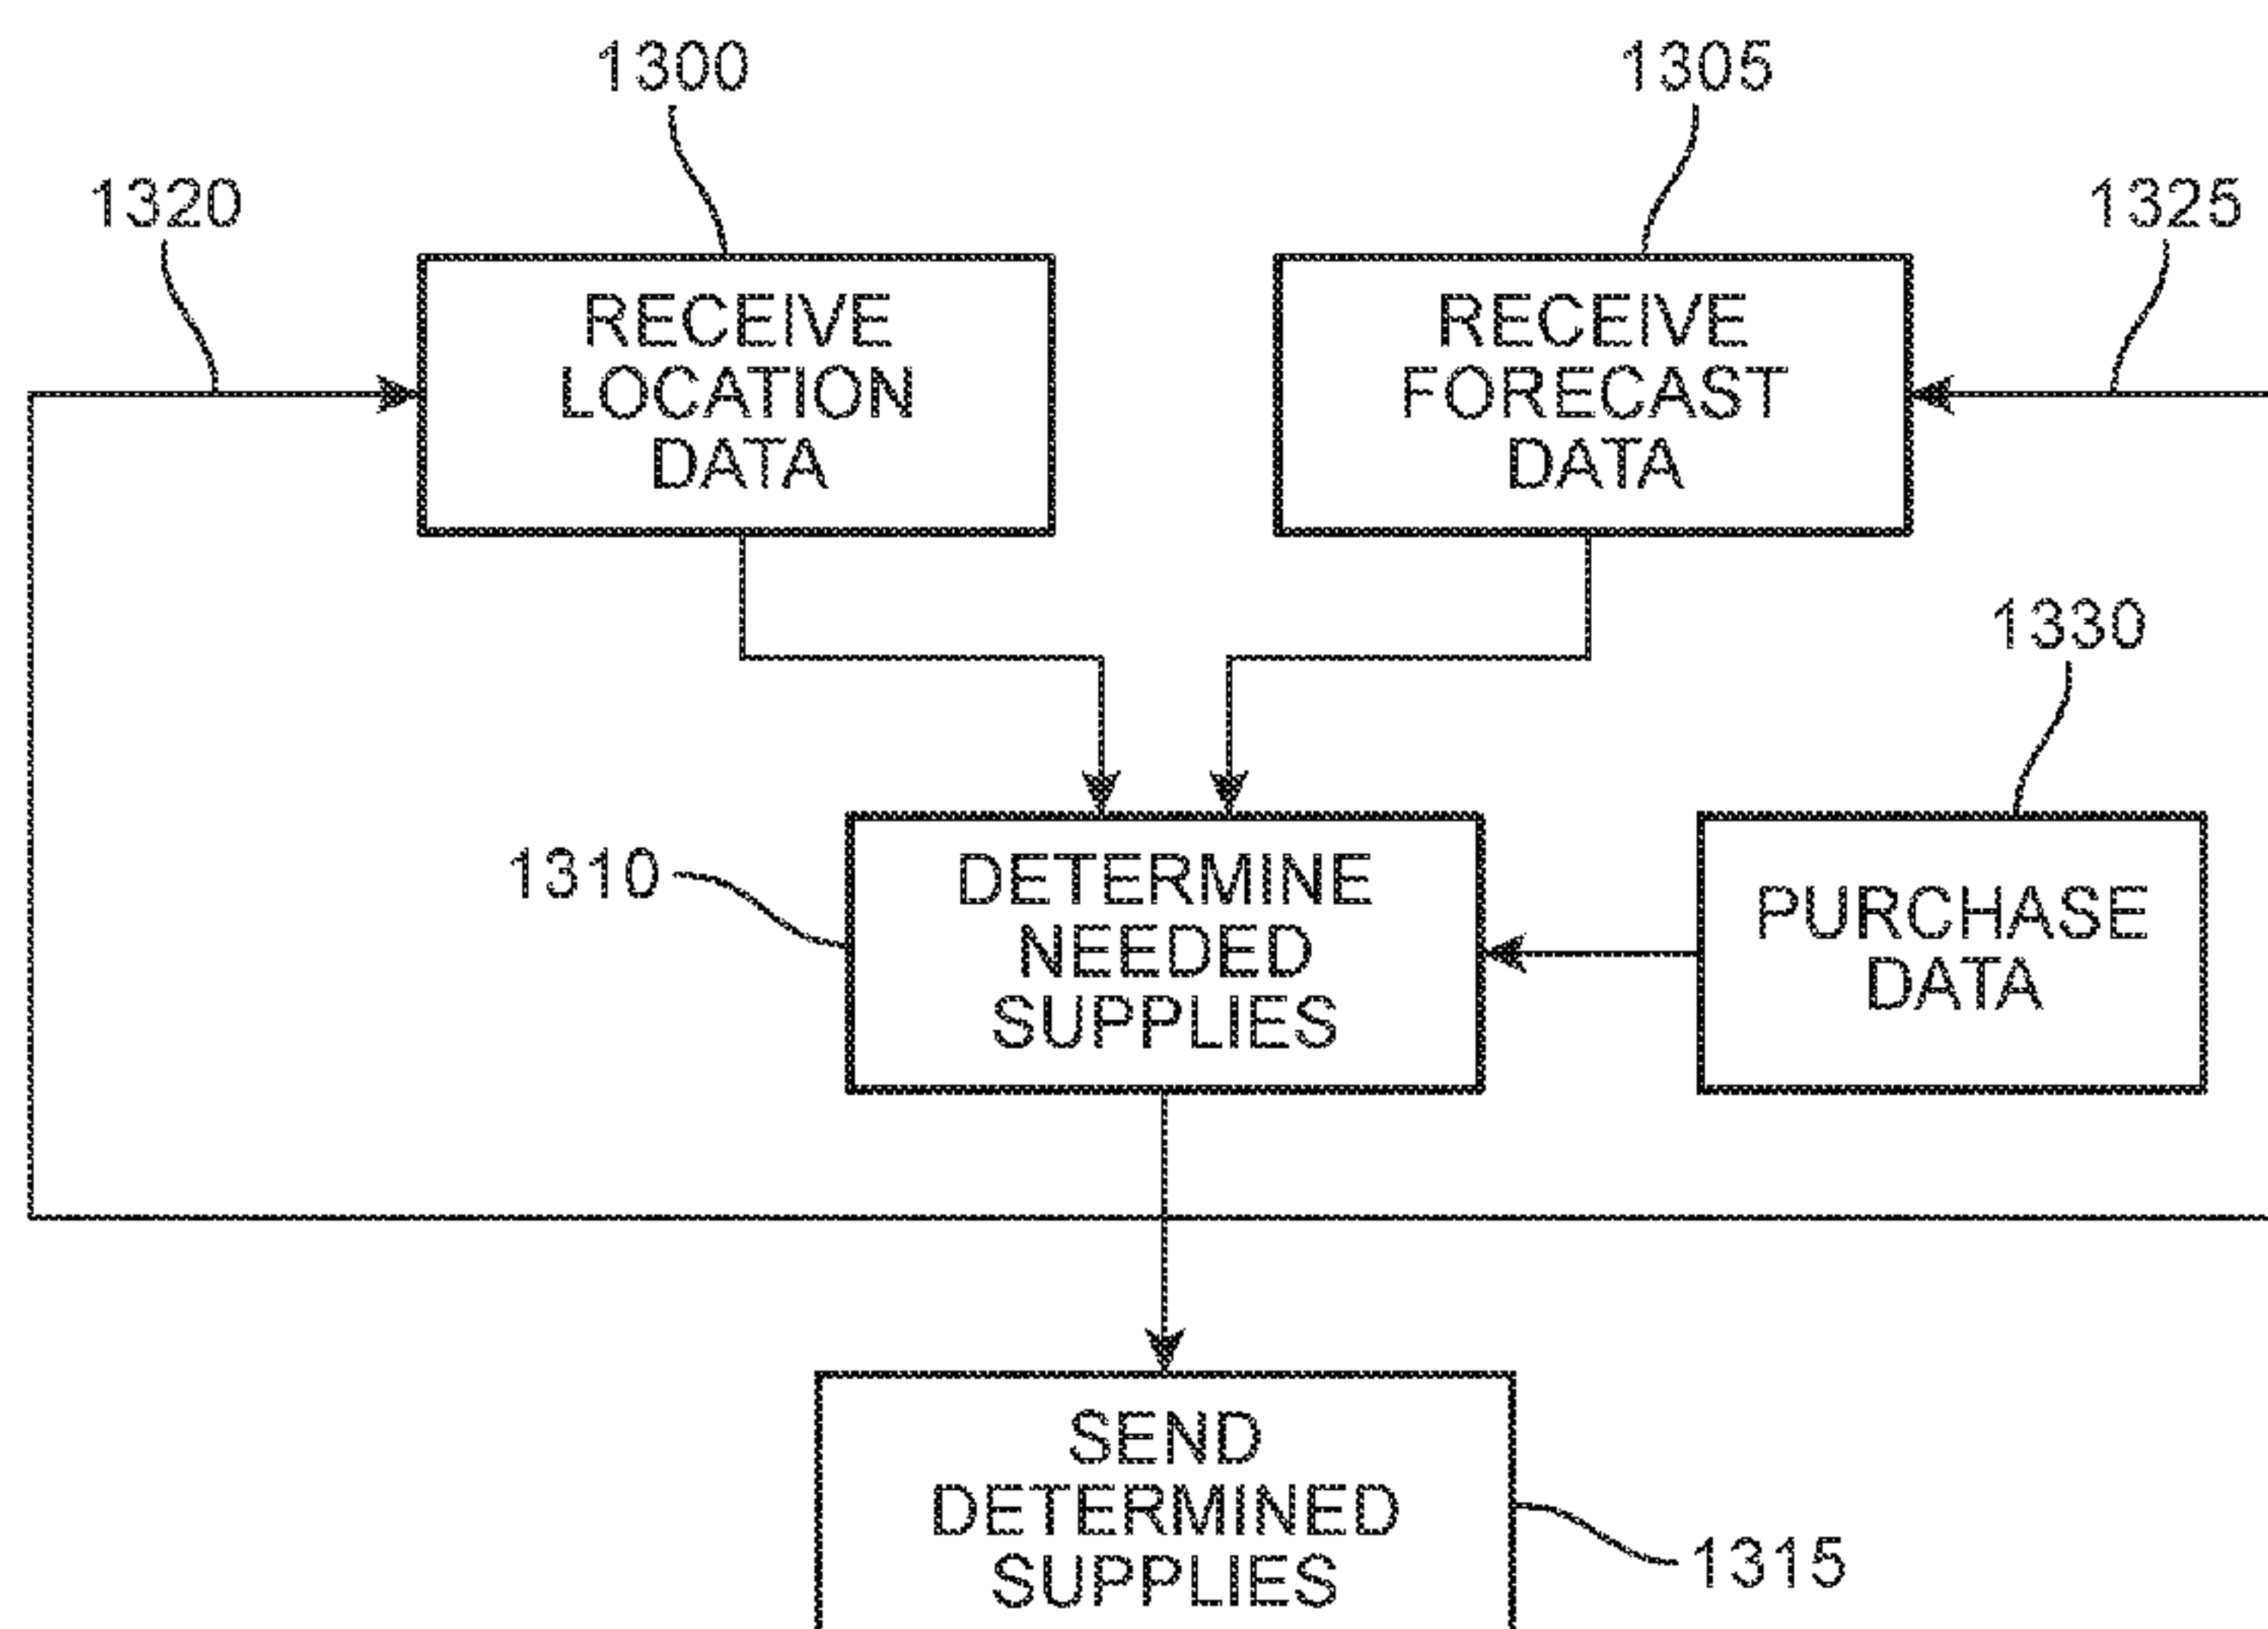 1300
1305
1320
1325
RECEIVE
LOCATION
DATA
RECEIVE
FORECAST
DATA
1330
1310
DETERMINE
NEEDED
SUPPLIES
PURCHASE
DATA
SEND
DETERMINED
SUPPLIES
1315